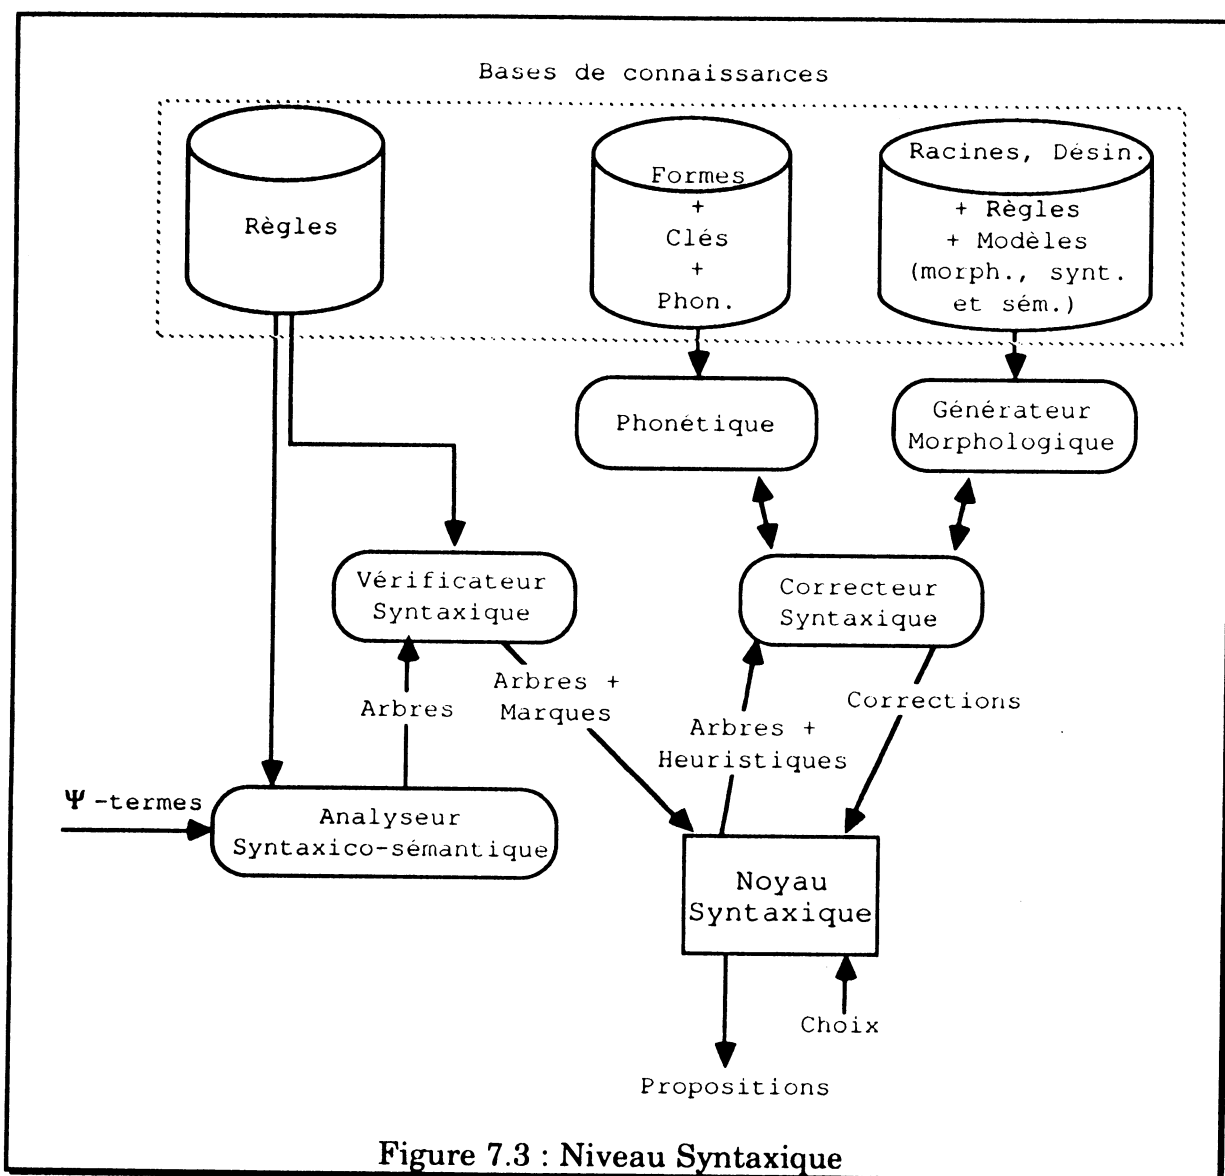 Bases de connaissances
Règles
Formes
+
Clés
+
Phon.
Racines, Désin.
+ Règles
+ Modèles
(morph., synt.
et sém.)
Phonétique
Générateur
Morphologique
Vérificateur
Syntaxique
Correcteur
Syntaxique
Arbres
Arbres +
Marques
Arbres +
Heuristiques
Corrections
Ψ-termes
Analyseur
Syntaxico-sémantique
Noyau
Syntaxique
Choix
Propositions
Figure 7.3 : Niveau Syntaxique